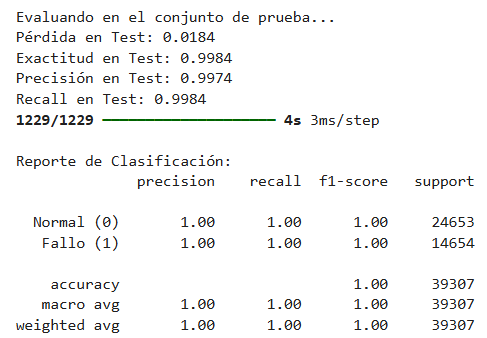 Evaluando en el conjunto de prueba...
Pérdida en Test: 0.0184
Exactitud en Test: 0.9984
Precisión en Test: 0.9974
Recall en Test: 0.9984
1229/1229 ━━━━━━━━━━━━━━━━━━━━ 4s 3ms/step
Reporte de Clasificación:
precision recall f1-score support
Normal (0) 1.00 1.00 1.00 24653
Fallo (1) 1.00 1.00 1.00 14654
accuracy 1.00 39307
macro avg 1.00 1.00 1.00 39307
weighted avg 1.00 1.00 1.00 39307